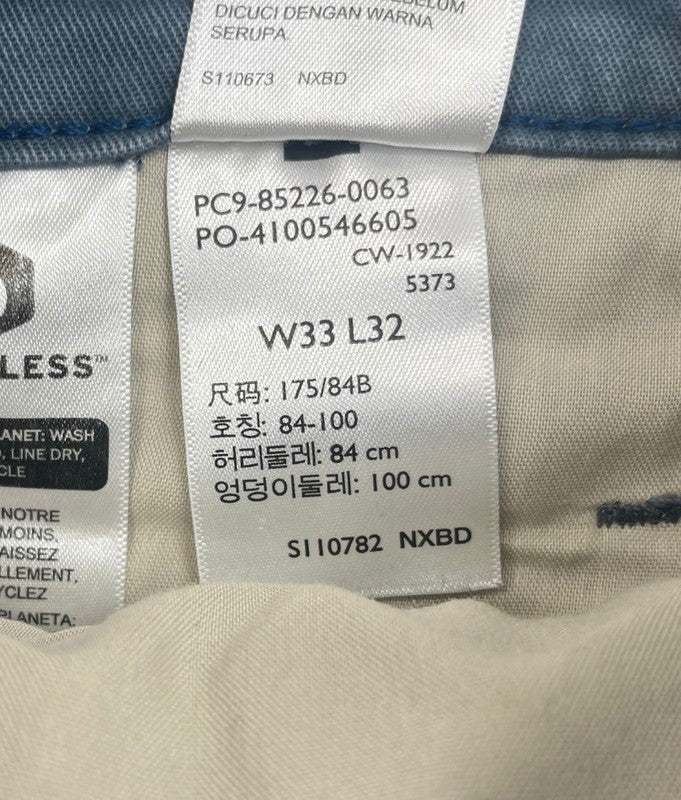 DICUCI DENGAN WARNA
SERUPA
S110673 NXBD
PC9-85226-0063
PO-4100546605
CW-1922
5373
W33 L32
尺码: 175/84B
호칭: 84-100
허리둘레: 84 cm
엉덩이둘레: 100 cm
S110782 NXBD
LESS™
ANET: WASH
, LINE DRY,
CLE
NOTRE
MOINS,
AISSEZ
LLEMENT,
YCLEZ
PLANETA: